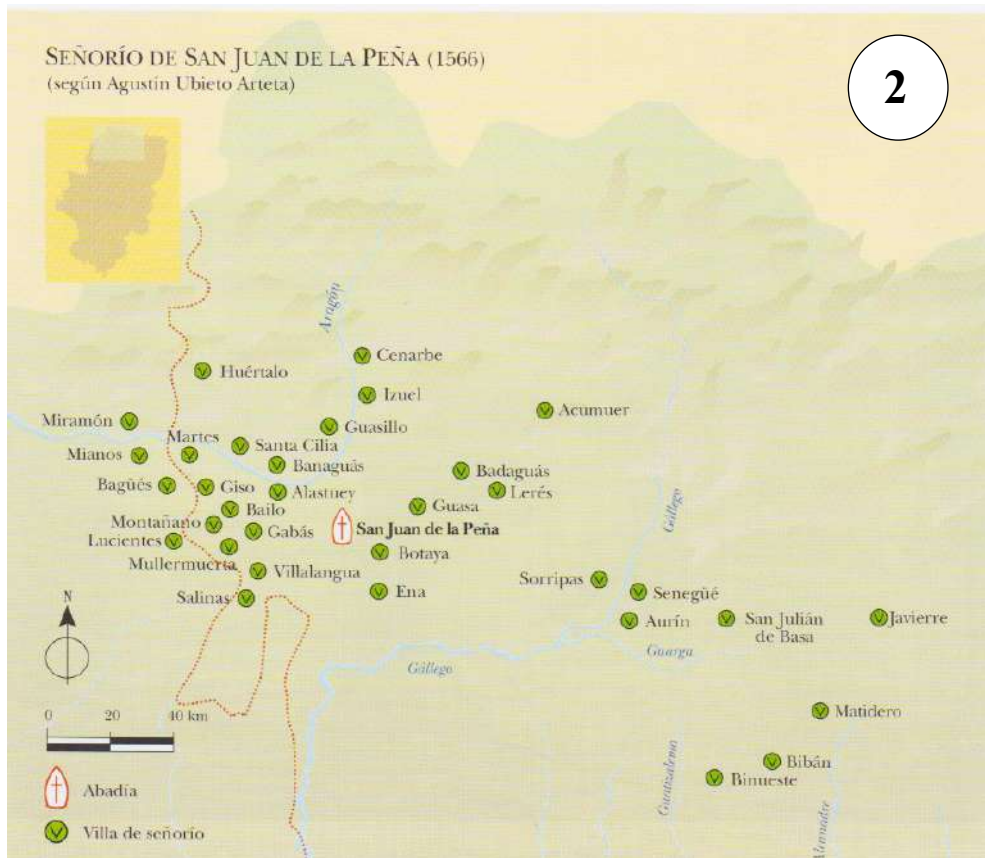 SEÑORÍO DE SAN JUAN DE LA PEÑA (1566)
(según Agustín Ubieto Arteta)
2
Aragón
Cenarbe
Huértalo
Izuel
Acumuer
Miramón
Guasillo
Martes
Santa Cilia
Mianos
Banaguás
Badaguás
Bagüés
Giso
Alastuey
Lerés
Guasa
Bailo
Montañano
Gabás
San Juan de la Peña
Lucientes
Botaya
Mullermuerta
Villalangua
Sorripas
Gállego
Salinas
Ena
Senegüé
Aurín
San Julián
de Basa
Javierre
Guarga
Gállego
N
0 20 40 km
Matidero
Bibán
Binueste
Guatizalema
Alcanadre
Abadía
Villa de señorío